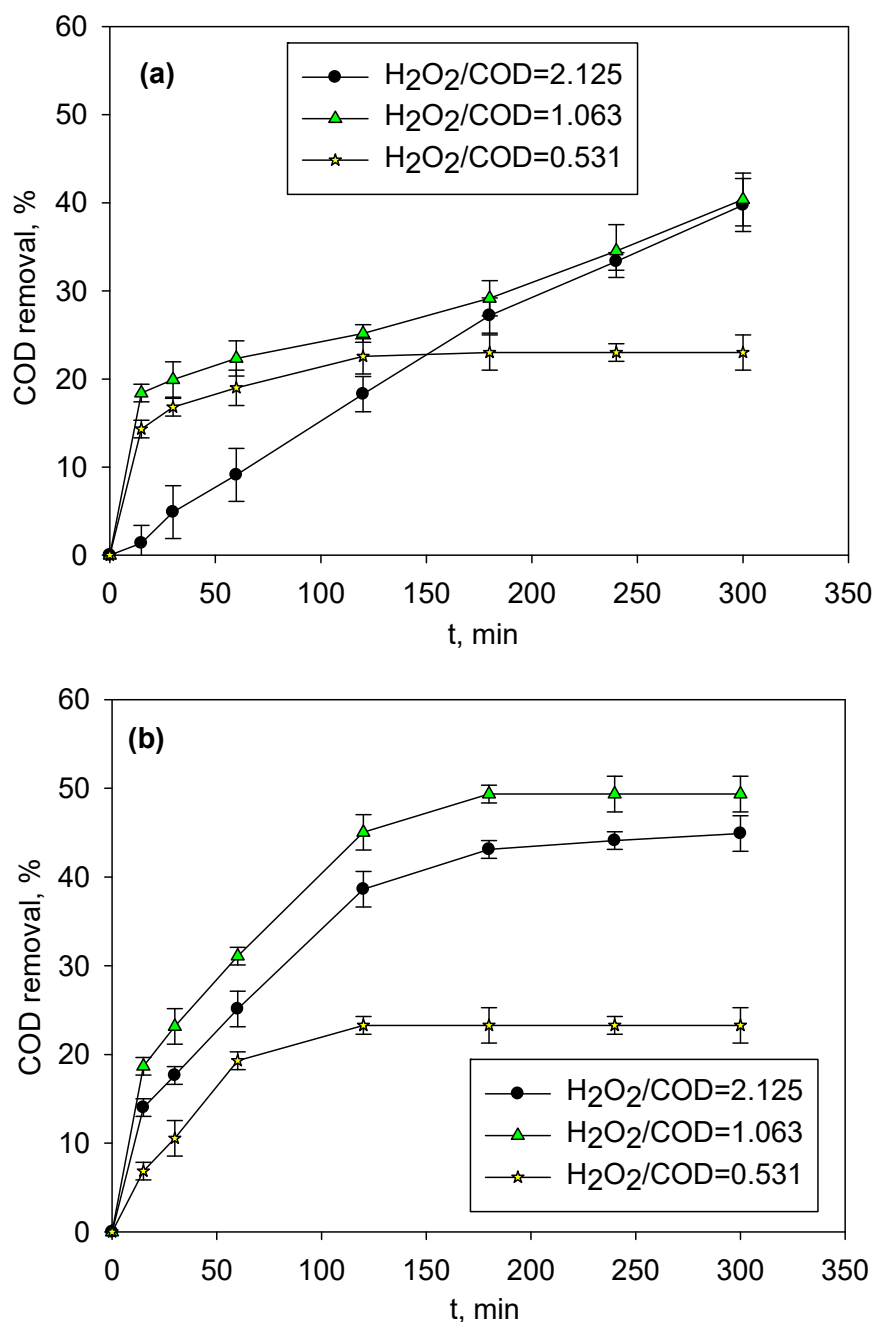 60
50
40
30
20
10
0
COD removal, %
(a)
H2O2/COD=2.125
H2O2/COD=1.063
H2O2/COD=0.531
0 50 100 150 200 250 300 350
t, min
60
50
40
30
20
10
0
COD removal, %
(b)
H2O2/COD=2.125
H2O2/COD=1.063
H2O2/COD=0.531
0 50 100 150 200 250 300 350
t, min